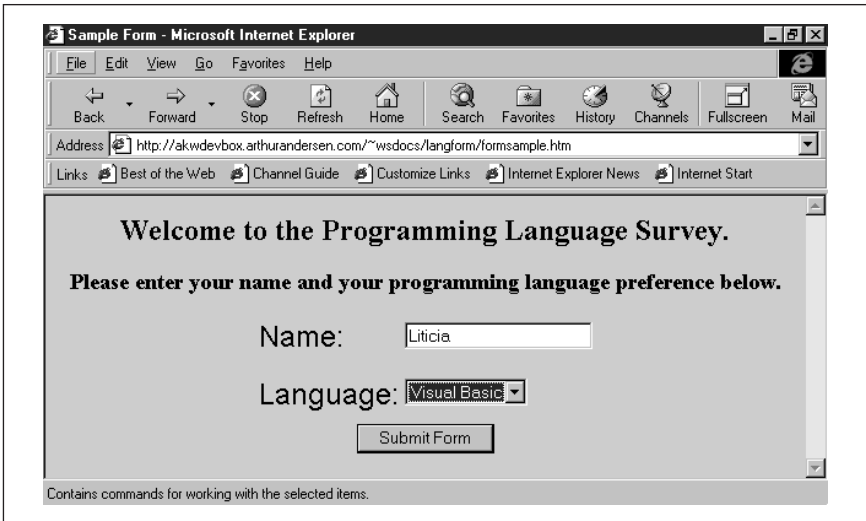 Sample Form - Microsoft Internet Explorer
File Edit View Go Favorites Help
Back Forward Stop Refresh Home Search Favorites History Channels Fullscreen Mail
Address http://akwdevbox.arthurandersen.com/~wsdocs/langform/formsample.htm
Links Best of the Web Channel Guide Customize Links Internet Explorer News Internet Start
Welcome to the Programming Language Survey.
Please enter your name and your programming language preference below.
Name: Liticia
Language: Visual Basic
Submit Form
Contains commands for working with the selected items.